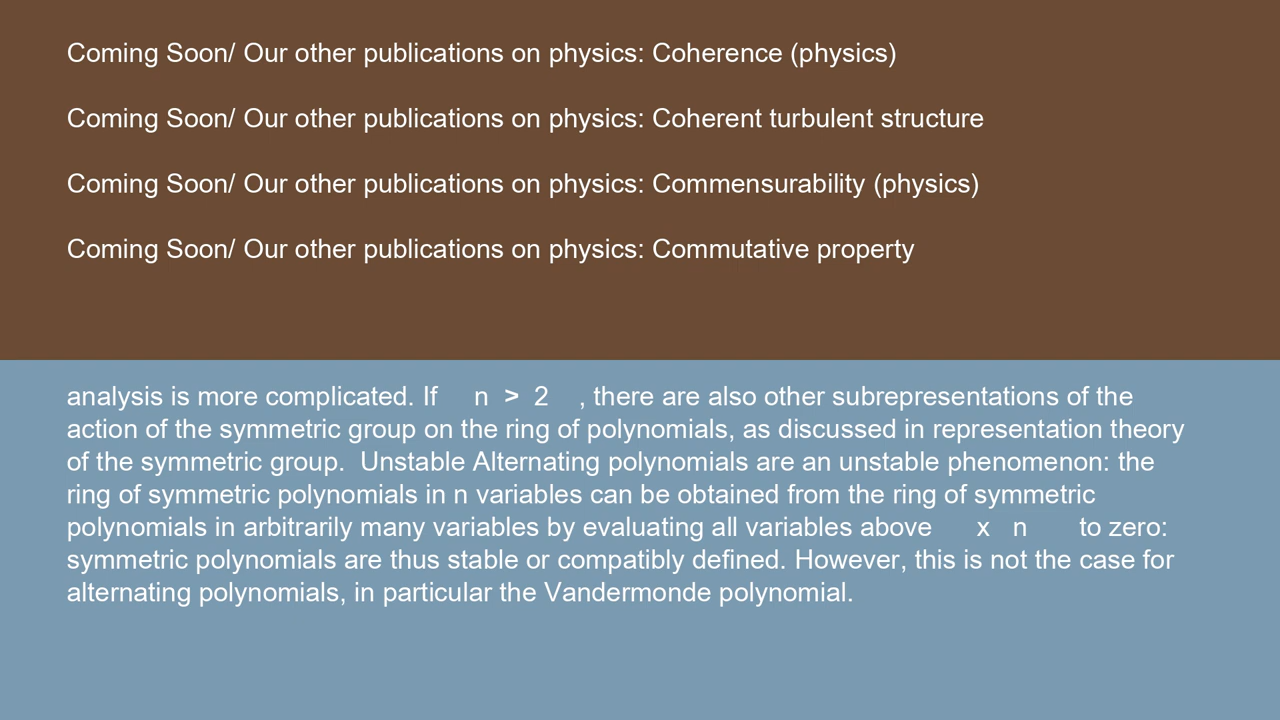 Coming Soon/ Our other publications on physics: Coherence (physics)
Coming Soon/ Our other publications on physics: Coherent turbulent structure
Coming Soon/ Our other publications on physics: Commensurability (physics)
Coming Soon/ Our other publications on physics: Commutative property
analysis is more complicated. If n > 2 , there are also other subrepresentations of the
action of the symmetric group on the ring of polynomials, as discussed in representation theory
of the symmetric group. Unstable Alternating polynomials are an unstable phenomenon: the
ring of symmetric polynomials in n variables can be obtained from the ring of symmetric
polynomials in arbitrarily many variables by evaluating all variables above x n to zero:
symmetric polynomials are thus stable or compatibly defined. However, this is not the case for
alternating polynomials, in particular the Vandermonde polynomial.